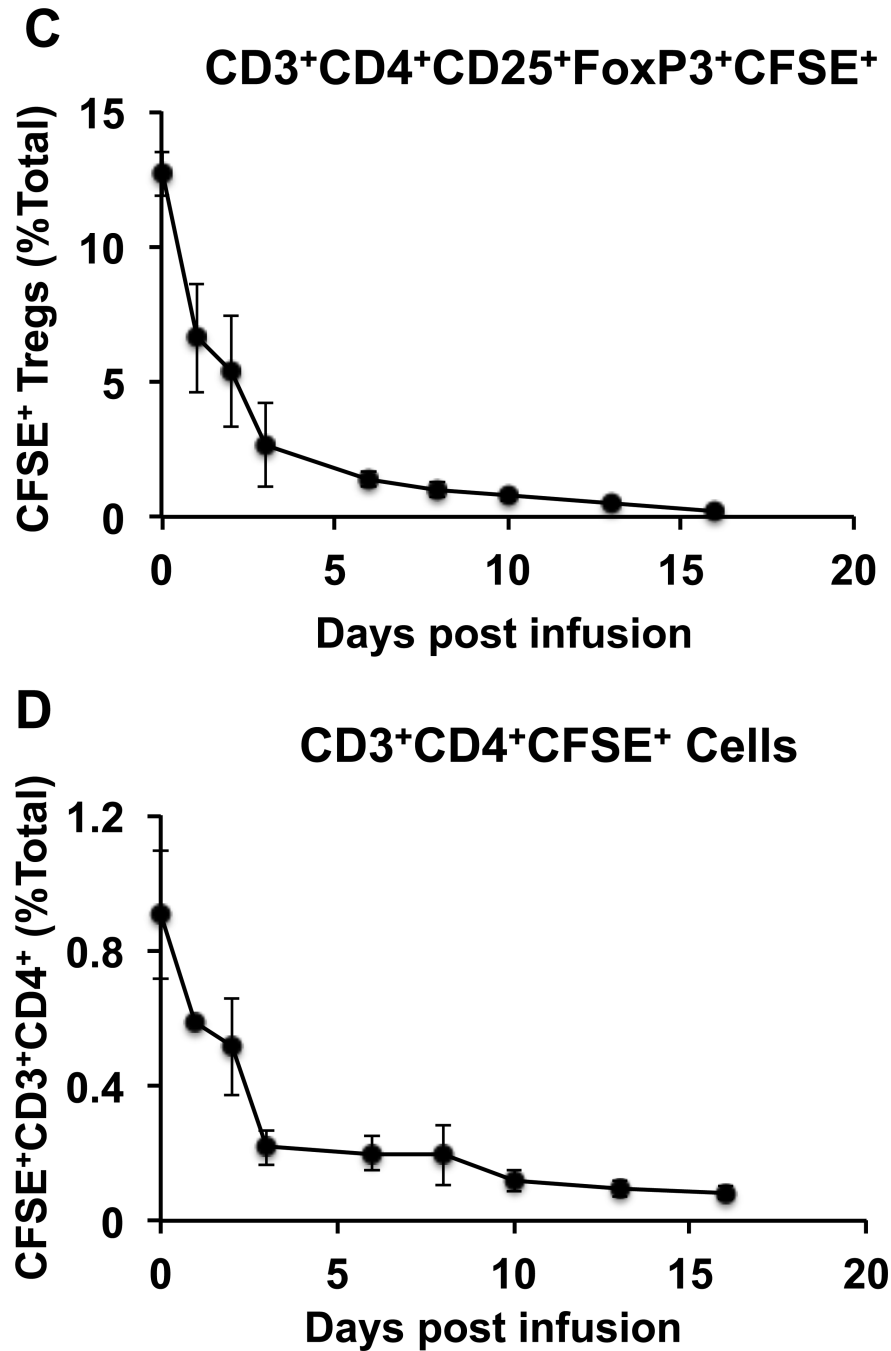 C
CD3⁺CD4⁺CD25⁺FoxP3⁺CFSE⁺
CFSE⁺ Tregs (%Total)
15
10
5
0
0 5 10 15 20
Days post infusion
D
CD3⁺CD4⁺CFSE⁺ Cells
CFSE⁺CD3⁺CD4⁺ (%Total)
1.2
0.8
0.4
0
0 5 10 15 20
Days post infusion